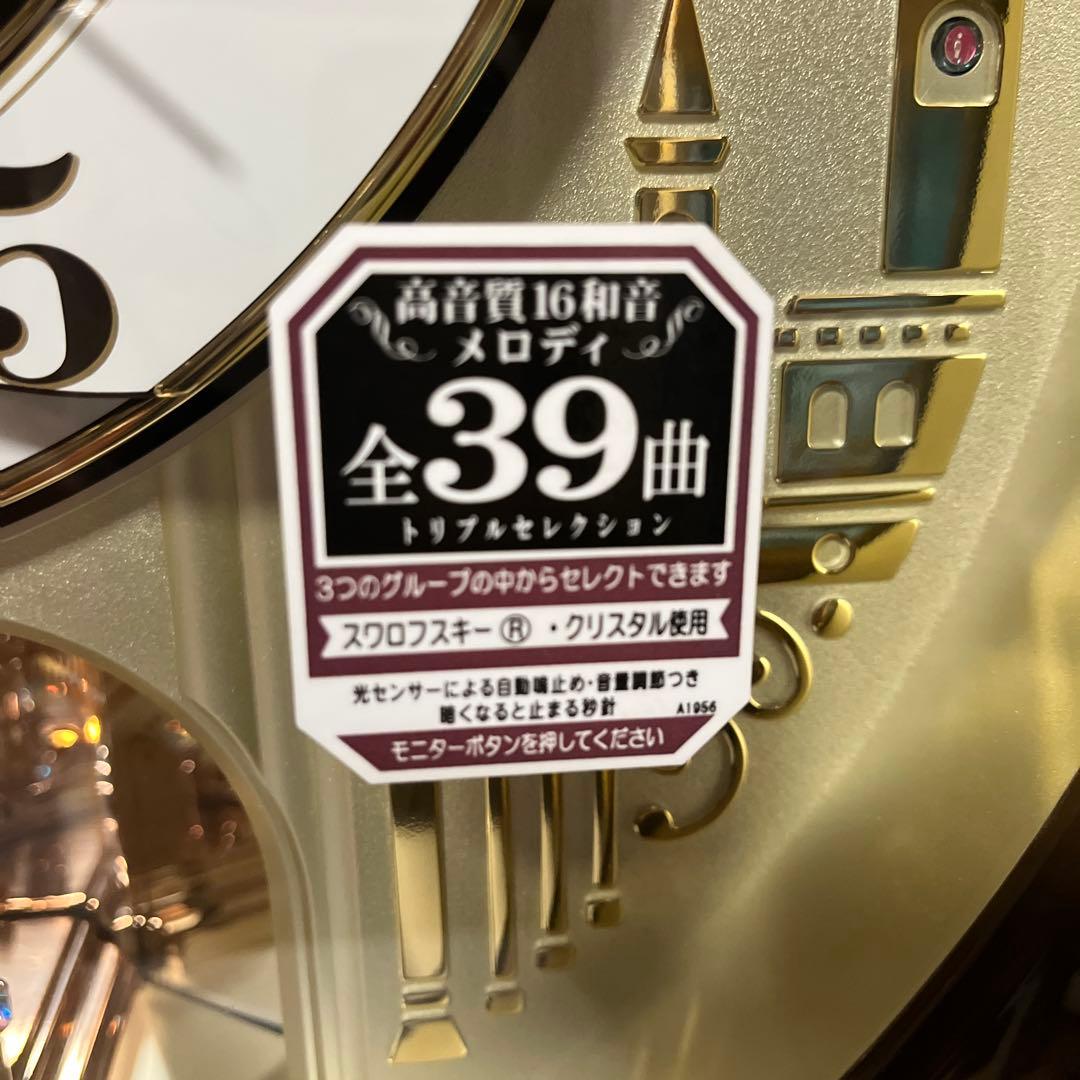 5
高音質16和音
メロディ
全39曲
トリプルセレクション
3つのグループの中からセレクトできます
スワロフスキー®・クリスタル使用
光センサーによる自動鳴止め・音量調節つき
暗くなると止まる秒針
A1956
モニターボタンを押してください